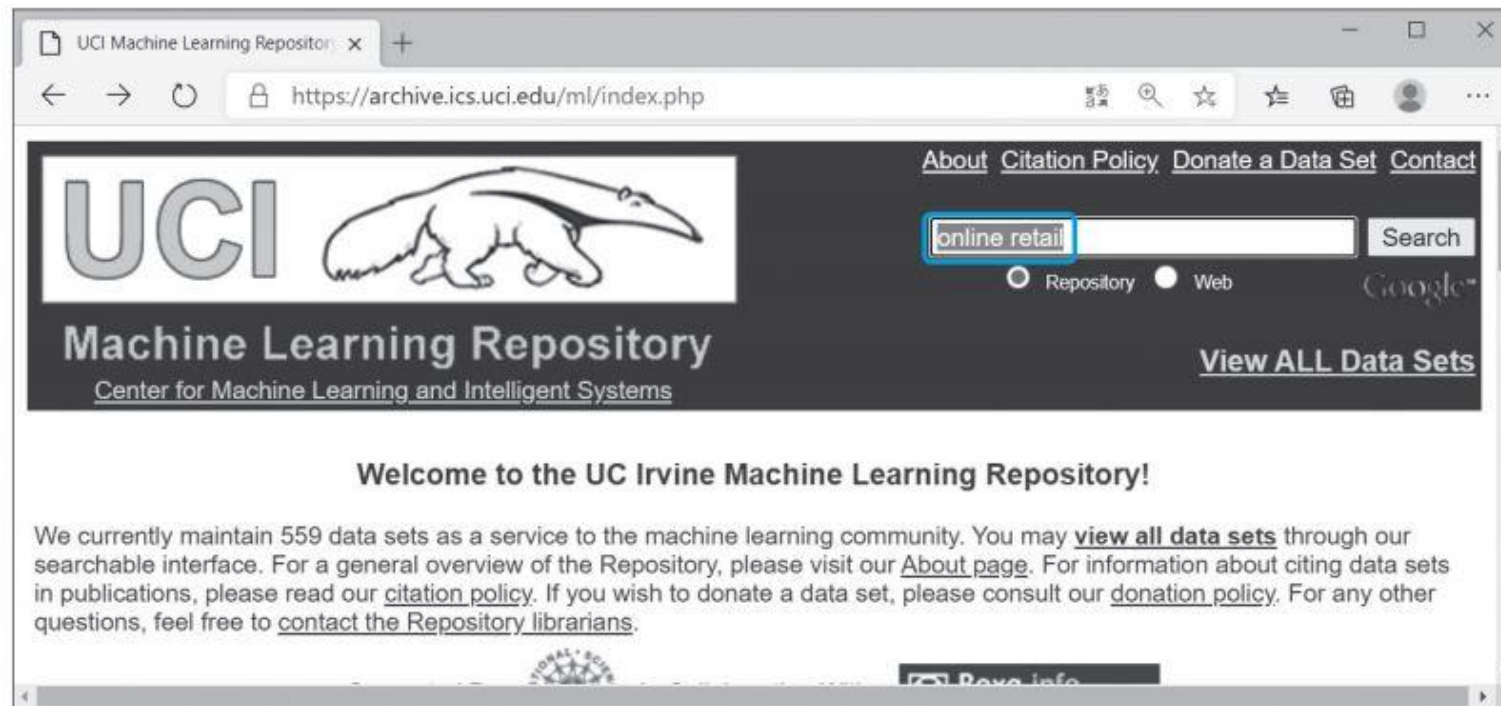 UCI Machine Learning Repositor
https://archive.ics.uci.edu/ml/index.php
About Citation Policy Donate a Data Set Contact
UCI
online retail Search
Repository Web Google™
Machine Learning Repository
View ALL Data Sets
Center for Machine Learning and Intelligent Systems
Welcome to the UC Irvine Machine Learning Repository!
We currently maintain 559 data sets as a service to the machine learning community. You may view all data sets through our
searchable interface. For a general overview of the Repository, please visit our About page. For information about citing data sets
in publications, please read our citation policy. If you wish to donate a data set, please consult our donation policy. For any other
questions, feel free to contact the Repository librarians.